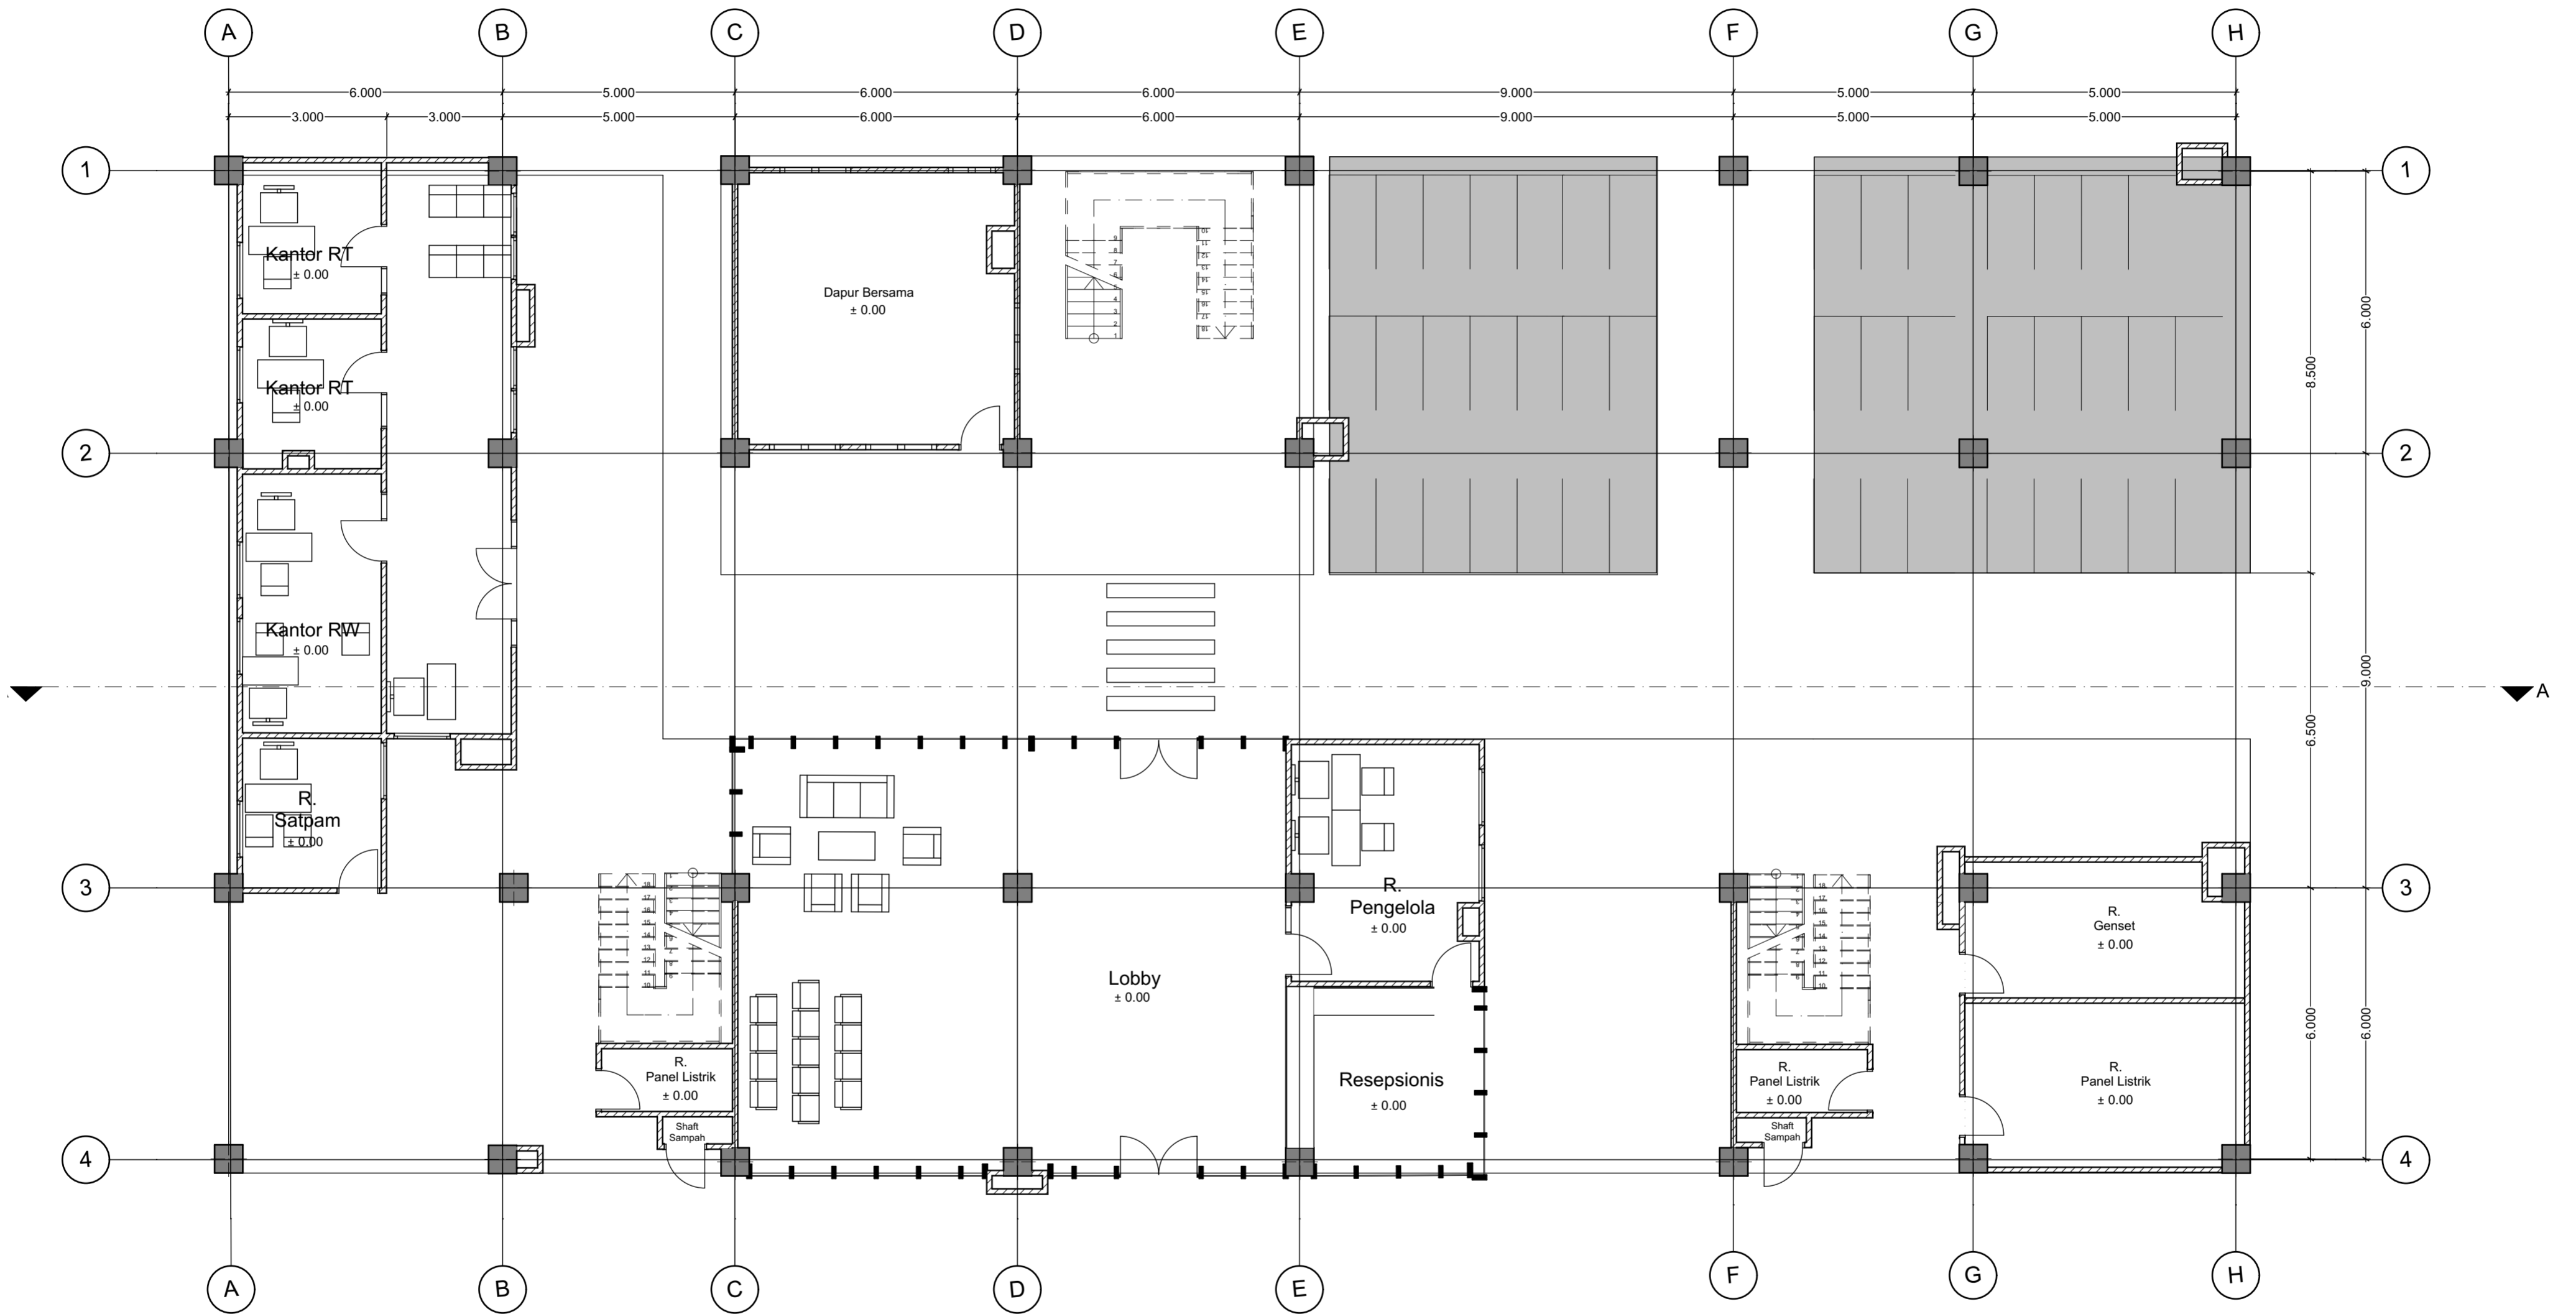 A B C D E F G H
6.000 5.000 6.000 6.000 9.000 5.000 5.000
3.000 3.000 5.000 6.000 6.000 9.000 5.000 5.000
1 1
Kantor RT
± 0.00
Dapur Bersama
± 0.00
6.000
8.500
Kantor RT
± 0.00
2 2
Kantor RW
± 0.00
9.000
A
6.500
R.
Satpam
± 0.00
3 3
R.
Pengelola
± 0.00
R.
Genset
± 0.00
Lobby
± 0.00
6.000 6.000
R.
Panel Listrik
± 0.00
Resepsionis
± 0.00
R.
Panel Listrik
± 0.00
R.
Panel Listrik
± 0.00
Shaft
Sampah
Shaft
Sampah
4 4
A B C D E F G H